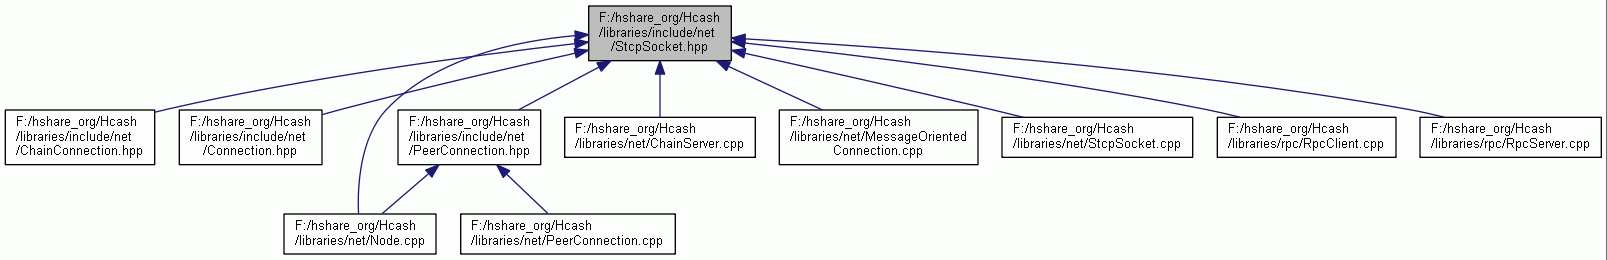 F:/hshare_org/Hcash
/libraries/include/net
/StcpSocket.hpp
F:/hshare_org/Hcash
/libraries/include/net
/ChainConnection.hpp
F:/hshare_org/Hcash
/libraries/include/net
/Connection.hpp
F:/hshare_org/Hcash
/libraries/include/net
/PeerConnection.hpp
F:/hshare_org/Hcash
/libraries/net/ChainServer.cpp
F:/hshare_org/Hcash
/libraries/net/MessageOriented
Connection.cpp
F:/hshare_org/Hcash
/libraries/net/StcpSocket.cpp
F:/hshare_org/Hcash
/libraries/rpc/RpcClient.cpp
F:/hshare_org/Hcash
/libraries/rpc/RpcServer.cpp
F:/hshare_org/Hcash
/libraries/net/Node.cpp
F:/hshare_org/Hcash
/libraries/net/PeerConnection.cpp